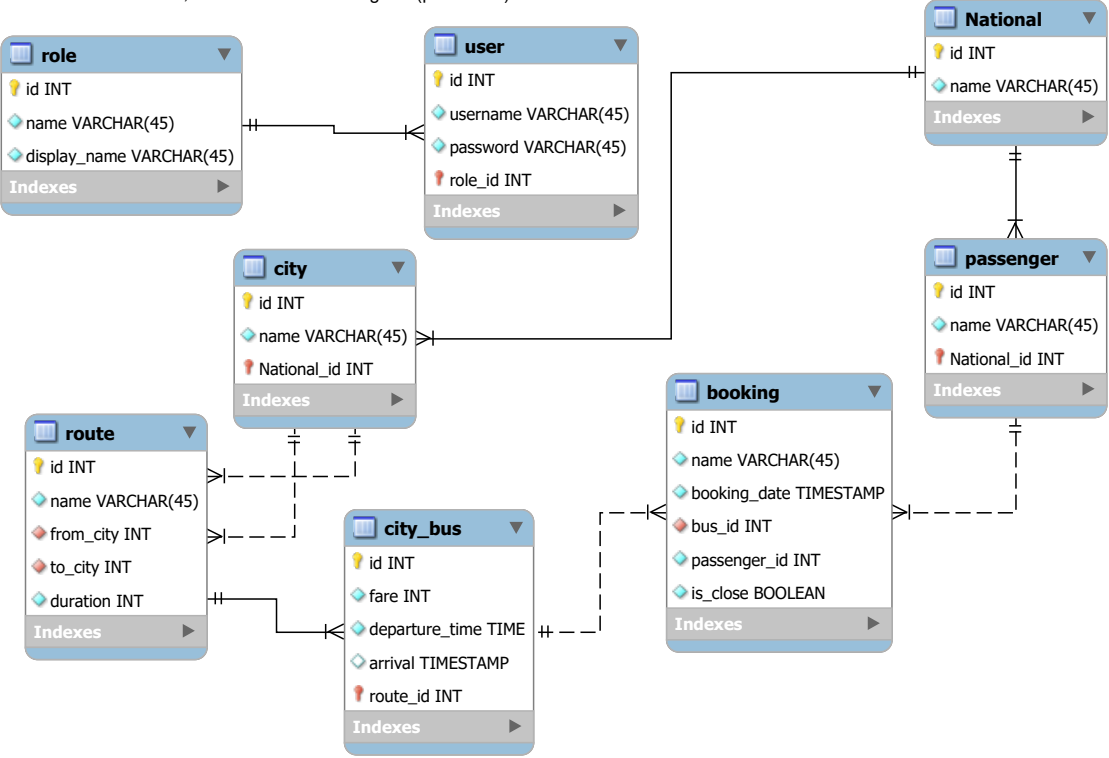 role
id INT
name VARCHAR(45)
display_name VARCHAR(45)
Indexes
user
id INT
username VARCHAR(45)
password VARCHAR(45)
role_id INT
Indexes
National
id INT
name VARCHAR(45)
Indexes
city
id INT
name VARCHAR(45)
National_id INT
Indexes
passenger
id INT
name VARCHAR(45)
National_id INT
Indexes
route
id INT
name VARCHAR(45)
from_city INT
to_city INT
duration INT
Indexes
city_bus
id INT
fare INT
departure_time TIME
arrival TIMESTAMP
route_id INT
Indexes
booking
id INT
name VARCHAR(45)
booking_date TIMESTAMP
bus_id INT
passenger_id INT
is_close BOOLEAN
Indexes